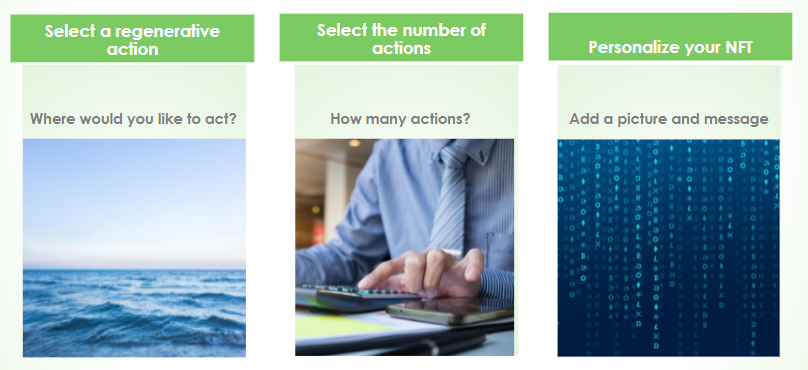 Select a regenerative
action
Where would you like to act?
Select the number of
actions
How many actions?
Personalize your NFT
Add a picture and message